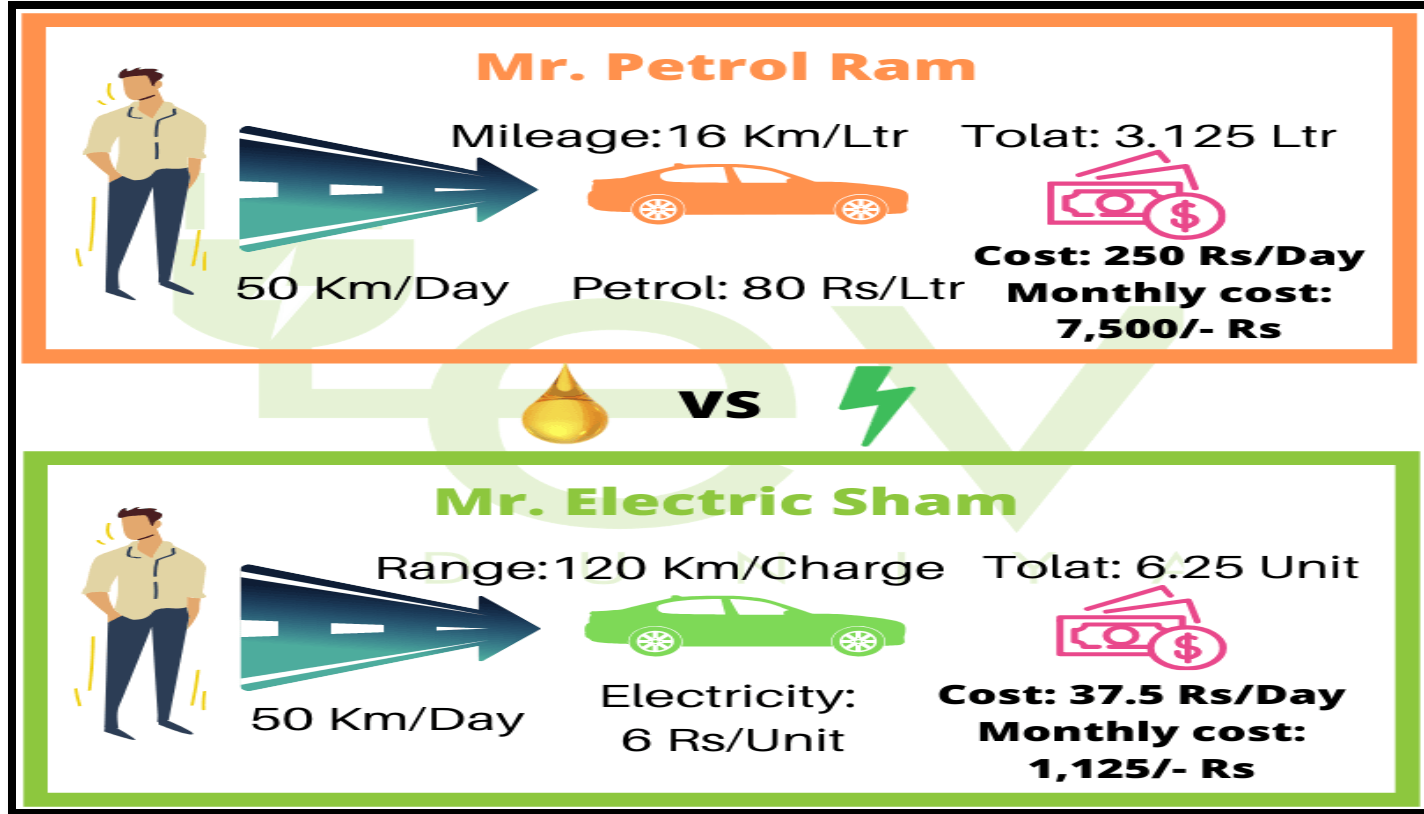 Mr. Petrol Ram
Mileage:16 Km/Ltr
Tolat: 3.125 Ltr
50 Km/Day
Petrol: 80 Rs/Ltr
Cost: 250 Rs/Day
Monthly cost:
7,500/- Rs
vs
Mr. Electric Sham
Range:120 Km/Charge
Tolat: 6.25 Unit
50 Km/Day
Electricity:
6 Rs/Unit
Cost: 37.5 Rs/Day
Monthly cost:
1,125/- Rs
eV
DUNIYA